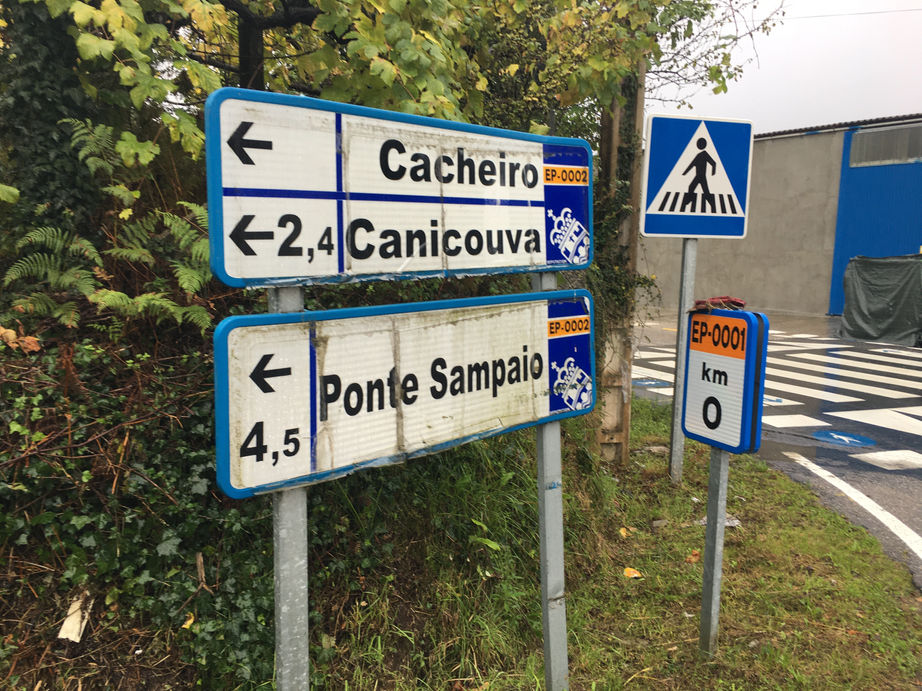 Cacheiro EP-0002
2,4 Canicouva
Ponte Sampaio EP-0002
4,5
EP-0001
km
0